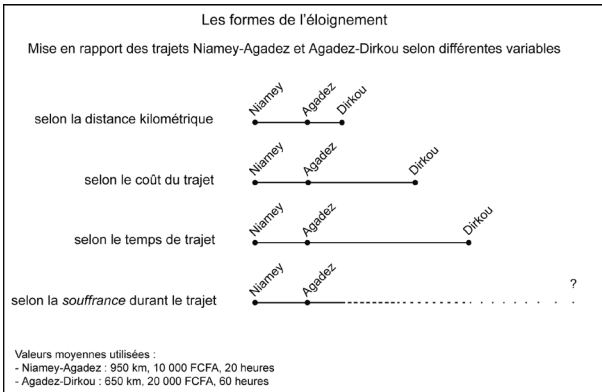 Les formes de l'éloignement
Mise en rapport des trajets Niamey-Agadez et Agadez-Dirkou selon différentes variables
Niamey Agadez Dirkou
selon la distance kilométrique
Niamey Agadez Dirkou
selon le coût du trajet
Niamey Agadez Dirkou
selon le temps de trajet
Niamey Agadez ?
selon la souffrance durant le trajet
Valeurs moyennes utilisées :
- Niamey-Agadez : 950 km, 10 000 FCFA, 20 heures
- Agadez-Dirkou : 650 km, 20 000 FCFA, 60 heures